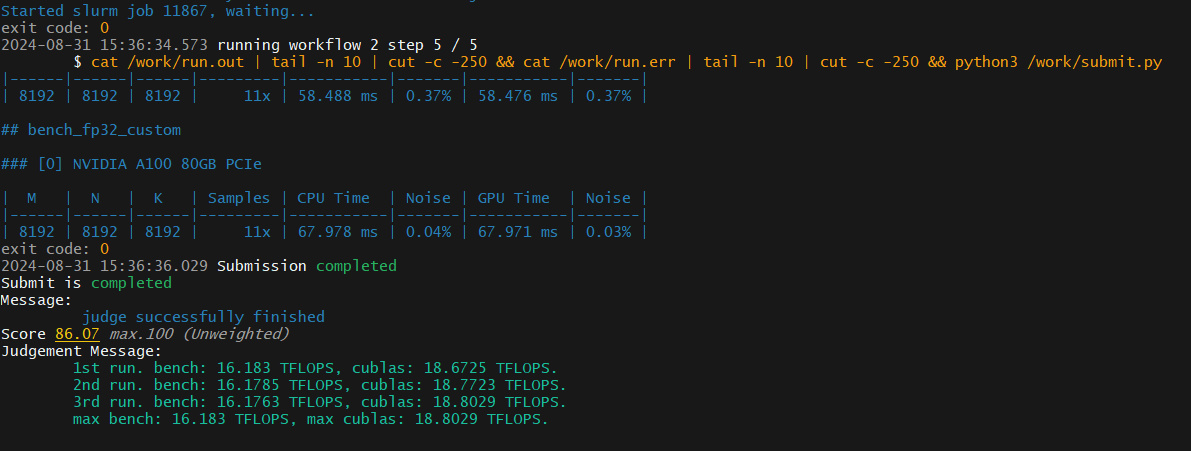 Started slurm job 11867, waiting...
exit code: 0
2024-08-31 15:36:34.573 running workflow 2 step 5 / 5
        $ cat /work/run.out | tail -n 10 | cut -c -250 && cat /work/run.err | tail -n 10 | cut -c -250 && python3 /work/submit.py
|------|------|------|---------|-----------|-------|-----------|-------|
| 8192 | 8192 | 8192 |     11x | 58.488 ms | 0.37% | 58.476 ms | 0.37% |
## bench_fp32_custom
### [0] NVIDIA A100 80GB PCIe
|  M   |  N   |  K   | Samples | CPU Time  | Noise | GPU Time  | Noise |
|------|------|------|---------|-----------|-------|-----------|-------|
| 8192 | 8192 | 8192 |     11x | 67.978 ms | 0.04% | 67.971 ms | 0.03% |
exit code: 0
2024-08-31 15:36:36.029 Submission completed
Submit is completed
Message:
         judge successfully finished
Score 86.07 max.100 (Unweighted)
Judgement Message:
        1st run. bench: 16.183 TFLOPS, cublas: 18.6725 TFLOPS.
        2nd run. bench: 16.1785 TFLOPS, cublas: 18.7723 TFLOPS.
        3rd run. bench: 16.1763 TFLOPS, cublas: 18.8029 TFLOPS.
        max bench: 16.183 TFLOPS, max cublas: 18.8029 TFLOPS.